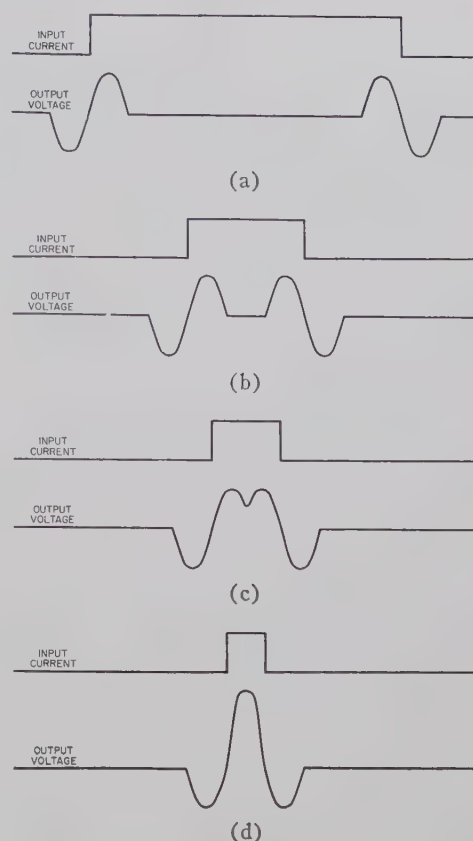 INPUT
CURRENT
OUTPUT
VOLTAGE
(a)
INPUT
CURRENT
OUTPUT
VOLTAGE
(b)
INPUT
CURRENT
OUTPUT
VOLTAGE
(c)
INPUT
CURRENT
OUTPUT
VOLTAGE
(d)